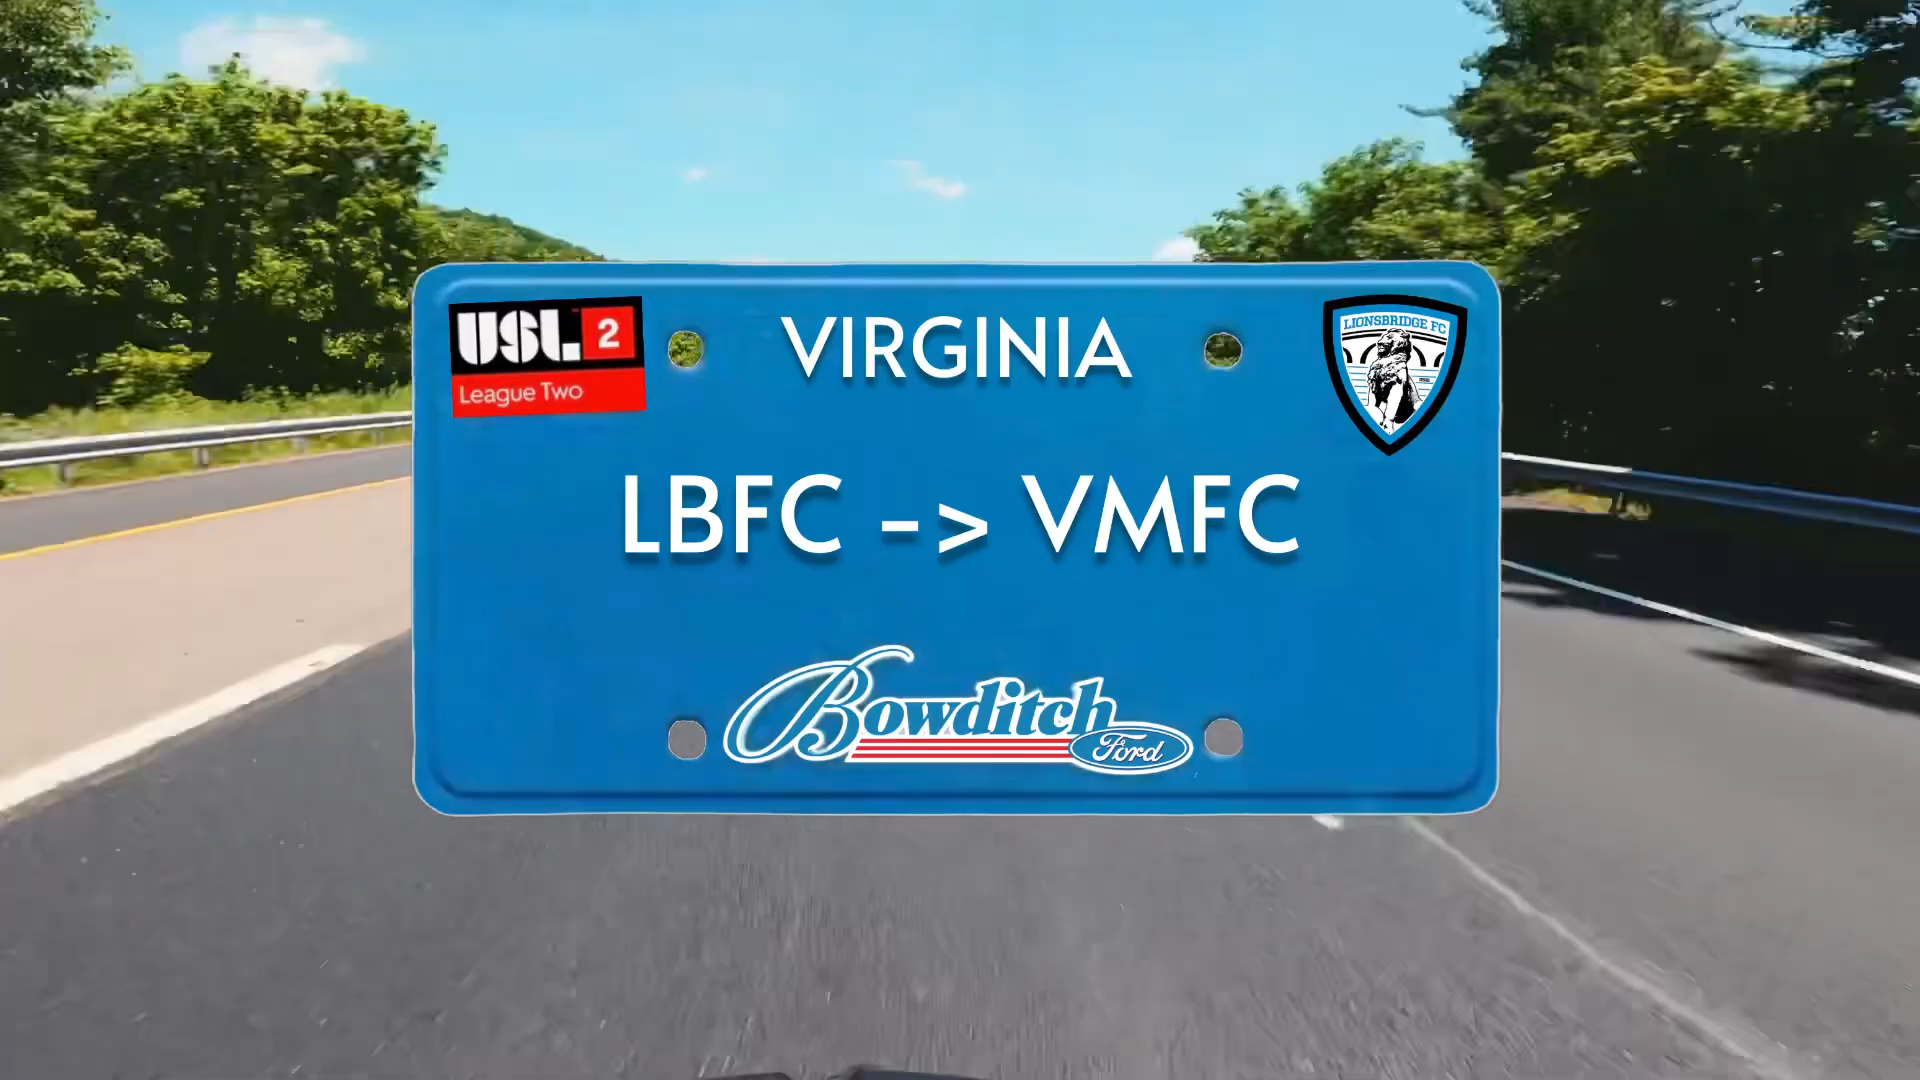 USL 2
League Two
VIRGINIA
LIONSBRIDGE FC
LBFC -> VMFC
Bowditch
Ford